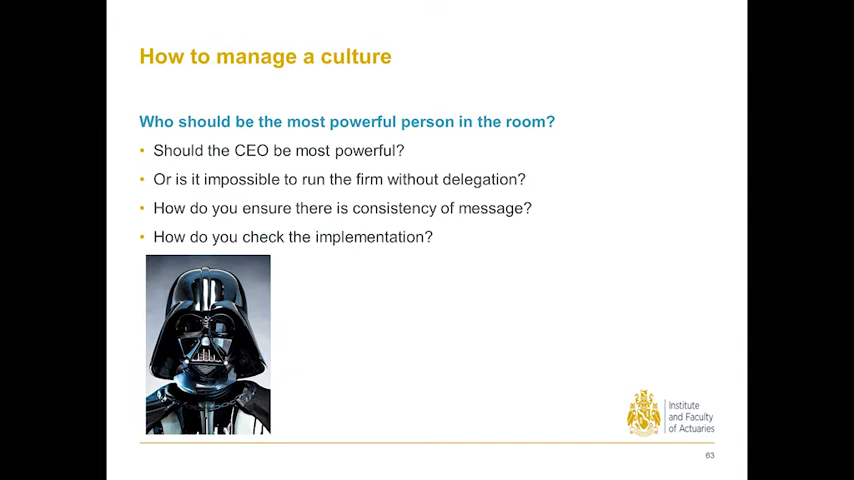 How to manage a culture
Who should be the most powerful person in the room?
• Should the CEO be most powerful?
• Or is it impossible to run the firm without delegation?
• How do you ensure there is consistency of message?
• How do you check the implementation?
Institute
and Faculty
of Actuaries
63